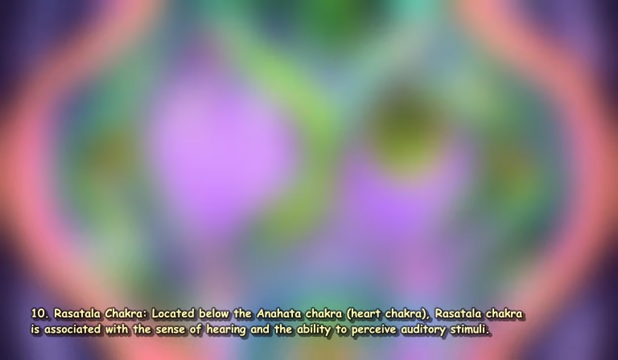 10. Rasatala Chakra: Located below the Anahata chakra (heart chakra), Rasatala chakra
is associated with the sense of hearing and the ability to perceive auditory stimuli.